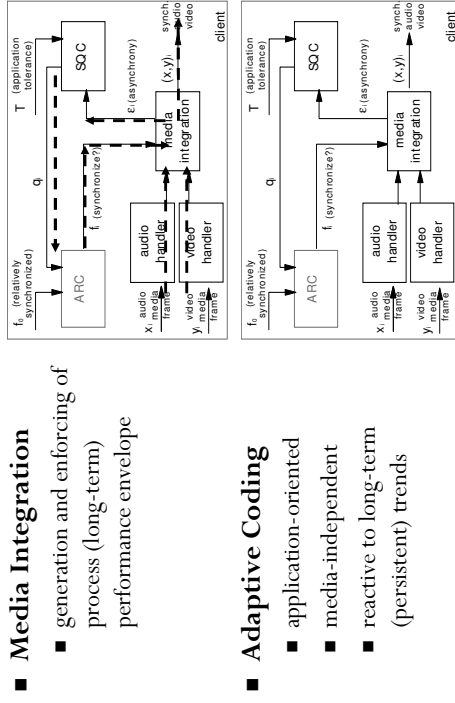 ■ Media Integration
■ generation and enforcing of
process (long-term)
performance envelope
f0 (relatively
synchronized)
T (application
tolerance)
qi
ARC
SQC
fi (synchronize?)
εi (asynchrony)
audio
xi media
frame
video
yi media
frame
audio
handler
video
handler
media
integration
(x,y)i
synch.
audio
video
client
■ Adaptive Coding
■ application-oriented
■ media-independent
■ reactive to long-term
(persistent) trends
f0 (relatively
synchronized)
T (application
tolerance)
qi
ARC
SQC
fi (synchronize?)
εi (asynchrony)
audio
xi media
frame
video
yi media
frame
audio
handler
video
handler
media
integration
(x,y)i
synch.
audio
video
client